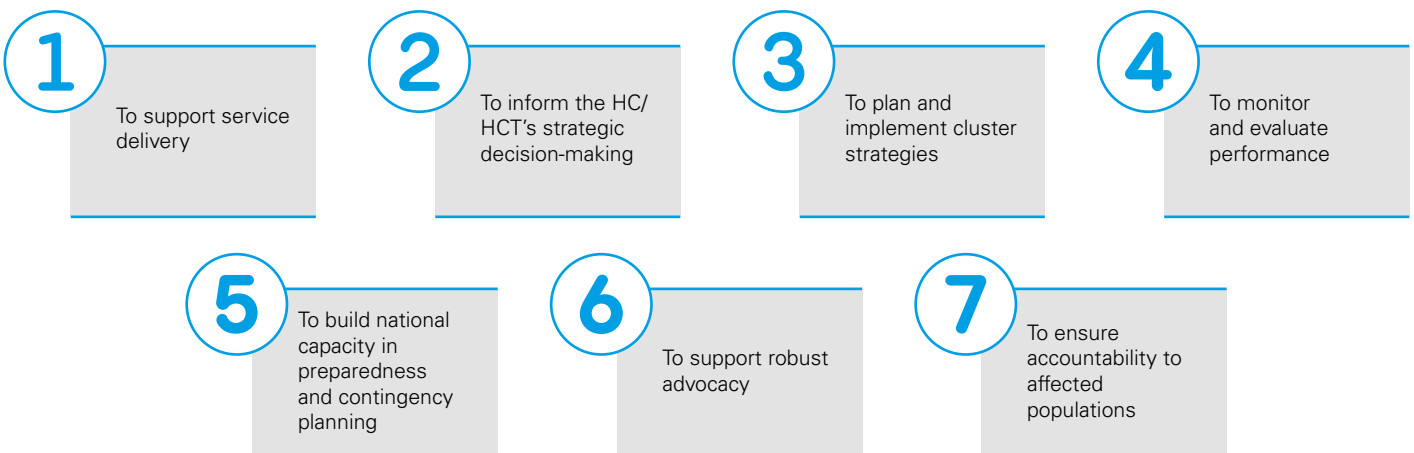 1
To support service
delivery
2
To inform the HC/
HCT’s strategic
decision-making
3
To plan and
implement cluster
strategies
4
To monitor
and evaluate
performance
5
To build national
capacity in
preparedness
and contingency
planning
6
To support robust
advocacy
7
To ensure
accountability to
affected
populations